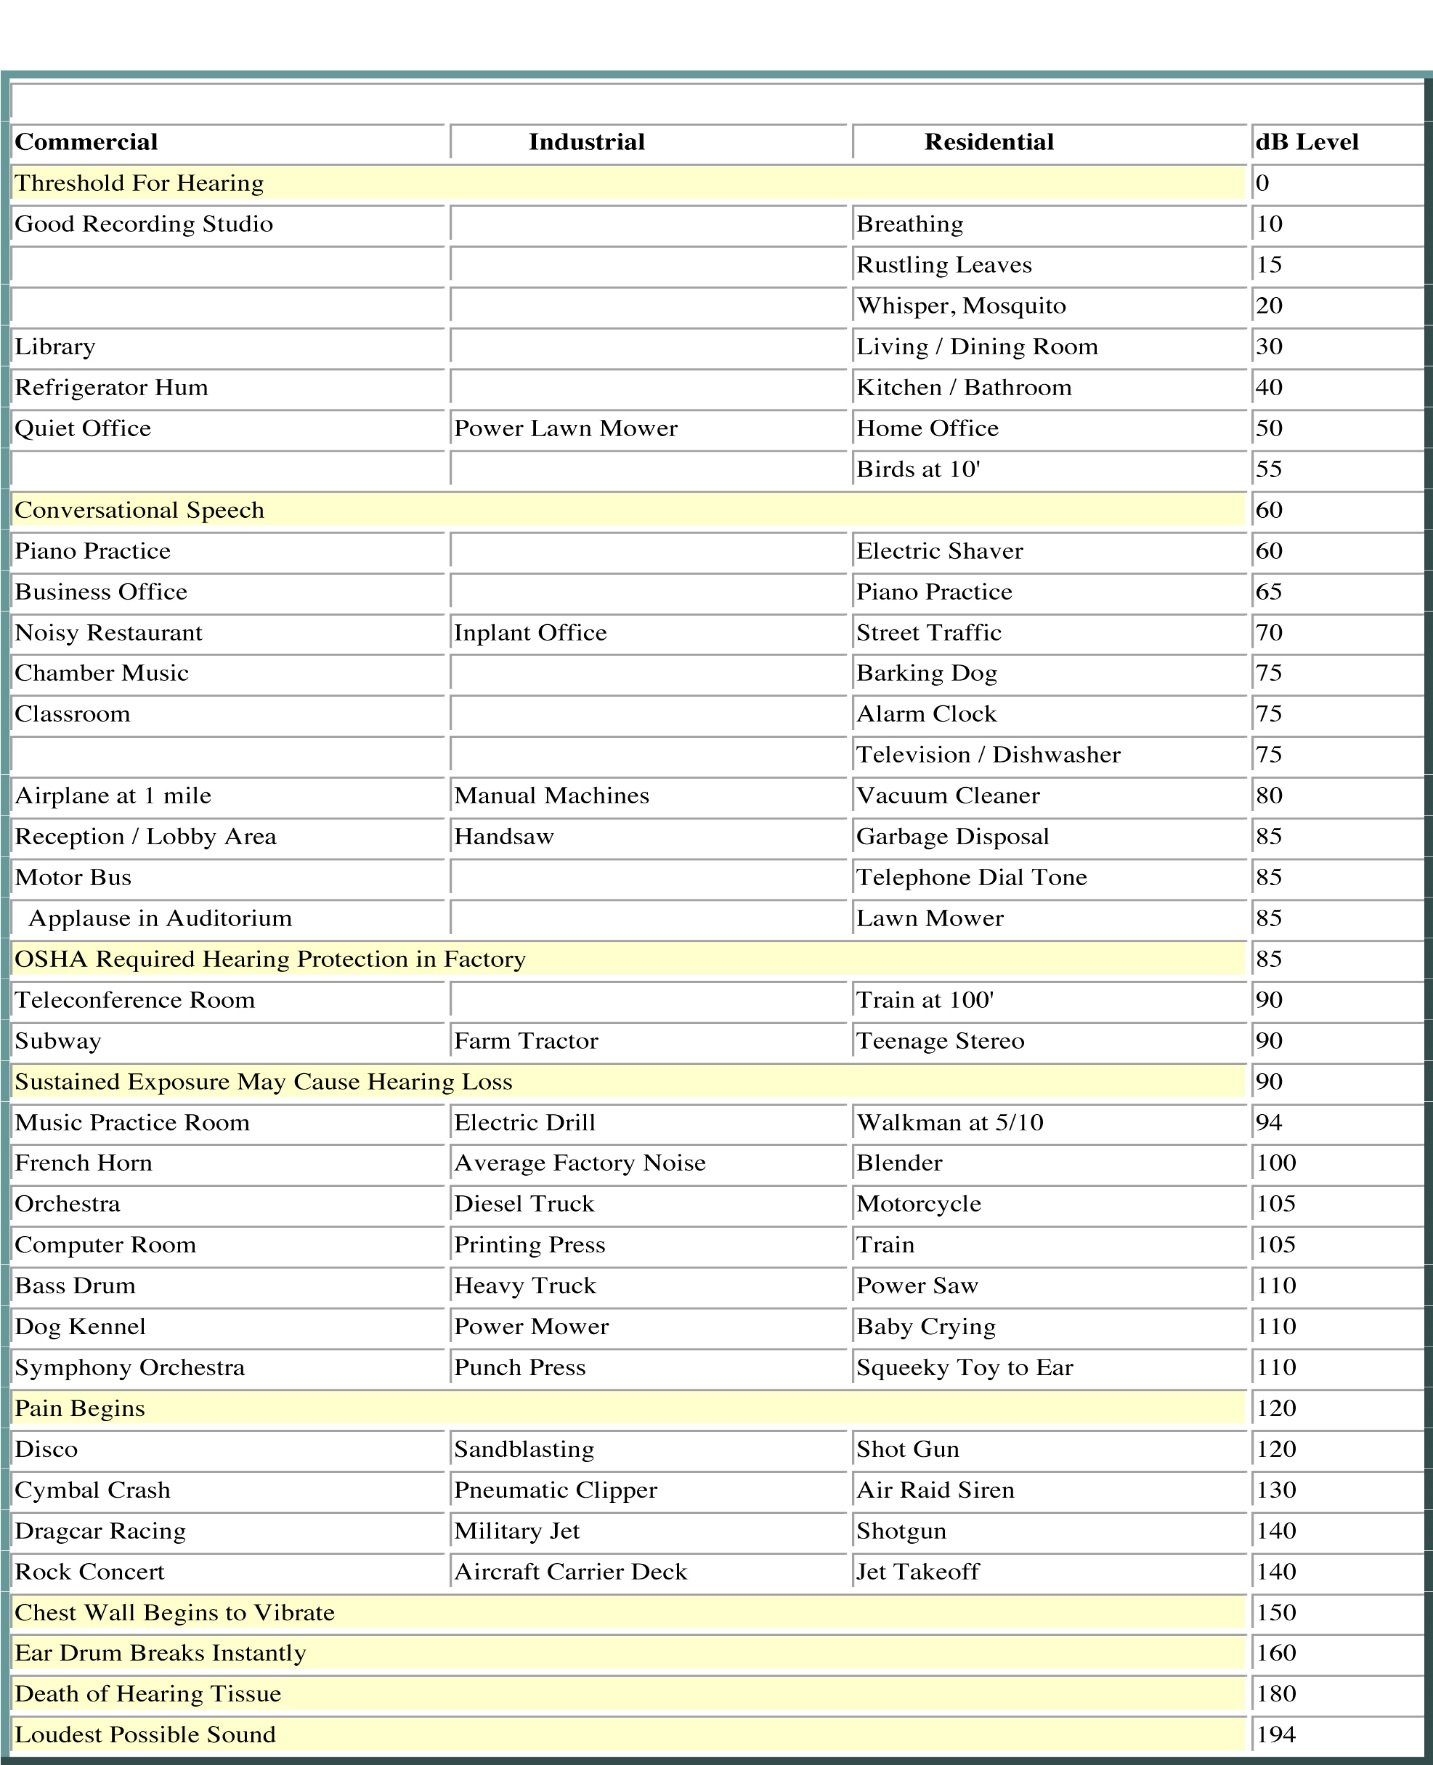 Commercial Industrial Residential dB Level
Threshold For Hearing 0
Good Recording Studio Breathing 10
Rustling Leaves 15
Whisper, Mosquito 20
Library Living / Dining Room 30
Refrigerator Hum Kitchen / Bathroom 40
Quiet Office Power Lawn Mower Home Office 50
Birds at 10' 55
Conversational Speech 60
Piano Practice Electric Shaver 60
Business Office Piano Practice 65
Noisy Restaurant Inplant Office Street Traffic 70
Chamber Music Barking Dog 75
Classroom Alarm Clock 75
Television / Dishwasher 75
Airplane at 1 mile Manual Machines Vacuum Cleaner 80
Reception / Lobby Area Handsaw Garbage Disposal 85
Motor Bus Telephone Dial Tone 85
Applause in Auditorium Lawn Mower 85
OSHA Required Hearing Protection in Factory 85
Teleconference Room Train at 100' 90
Subway Farm Tractor Teenage Stereo 90
Sustained Exposure May Cause Hearing Loss 90
Music Practice Room Electric Drill Walkman at 5/10 94
French Horn Average Factory Noise Blender 100
Orchestra Diesel Truck Motorcycle 105
Computer Room Printing Press Train 105
Bass Drum Heavy Truck Power Saw 110
Dog Kennel Power Mower Baby Crying 110
Symphony Orchestra Punch Press Squeeky Toy to Ear 110
Pain Begins 120
Disco Sandblasting Shot Gun 120
Cymbal Crash Pneumatic Clipper Air Raid Siren 130
Dragcar Racing Military Jet Shotgun 140
Rock Concert Aircraft Carrier Deck Jet Takeoff 140
Chest Wall Begins to Vibrate 150
Ear Drum Breaks Instantly 160
Death of Hearing Tissue 180
Loudest Possible Sound 194